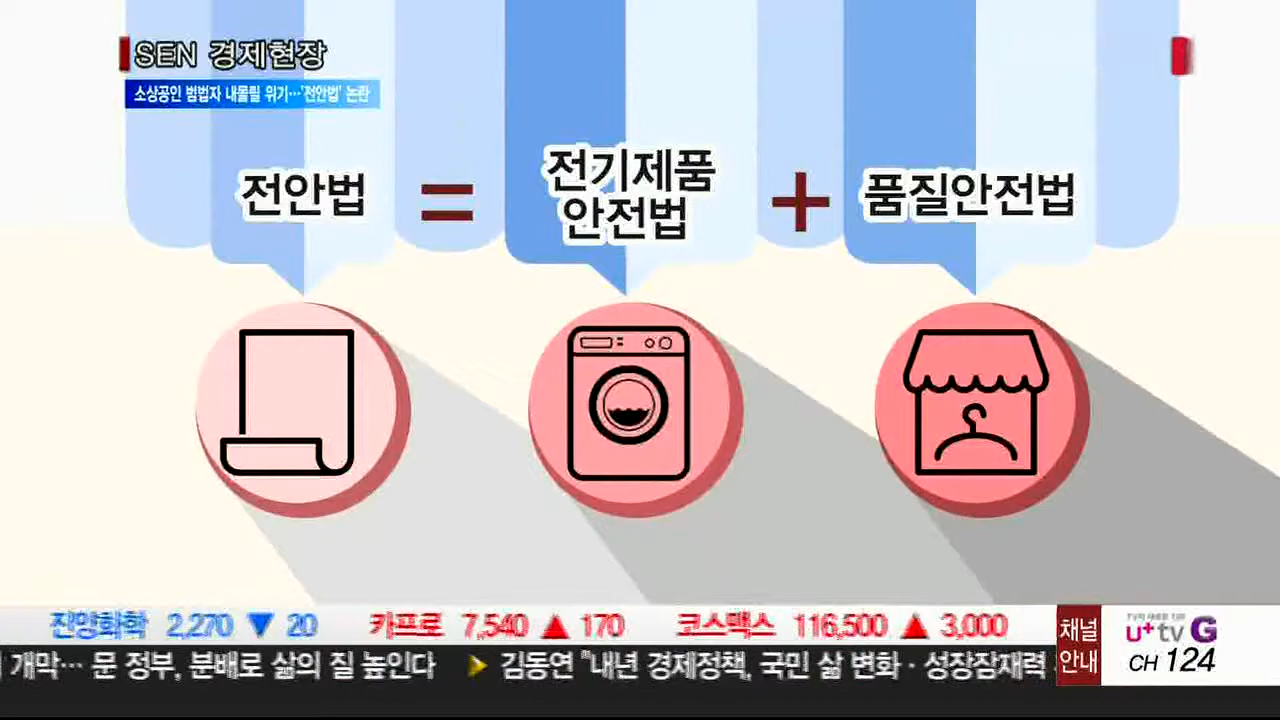 SEN 경제현장
소상공인 범법자 내몰릴 위기…'전안법' 논란
전안법 = 전기제품 안전법 + 품질안전법
진양화학 2,270 ▼ 20 카프로 7,540 ▲ 170 코스맥스 116,500 ▲ 3,000
개막… 문 정부, 분배로 삶의 질 높인다 ▶ 김동연 "내년 경제정책, 국민 삶 변화·성장잠재력
채널
안내
u+tv G
CH 124